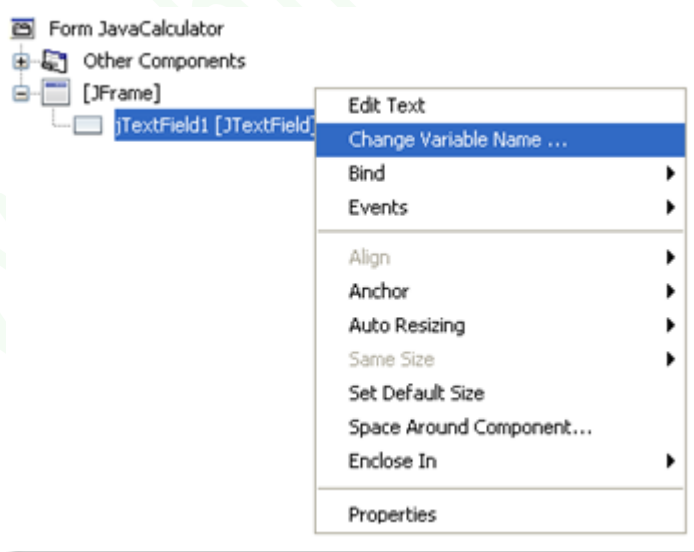 Form JavaCalculator
Other Components
[JFrame]
jTextField1 [JTextField]
Edit Text
Change Variable Name ...
Bind
Events
Align
Anchor
Auto Resizing
Same Size
Set Default Size
Space Around Component...
Enclose In
Properties